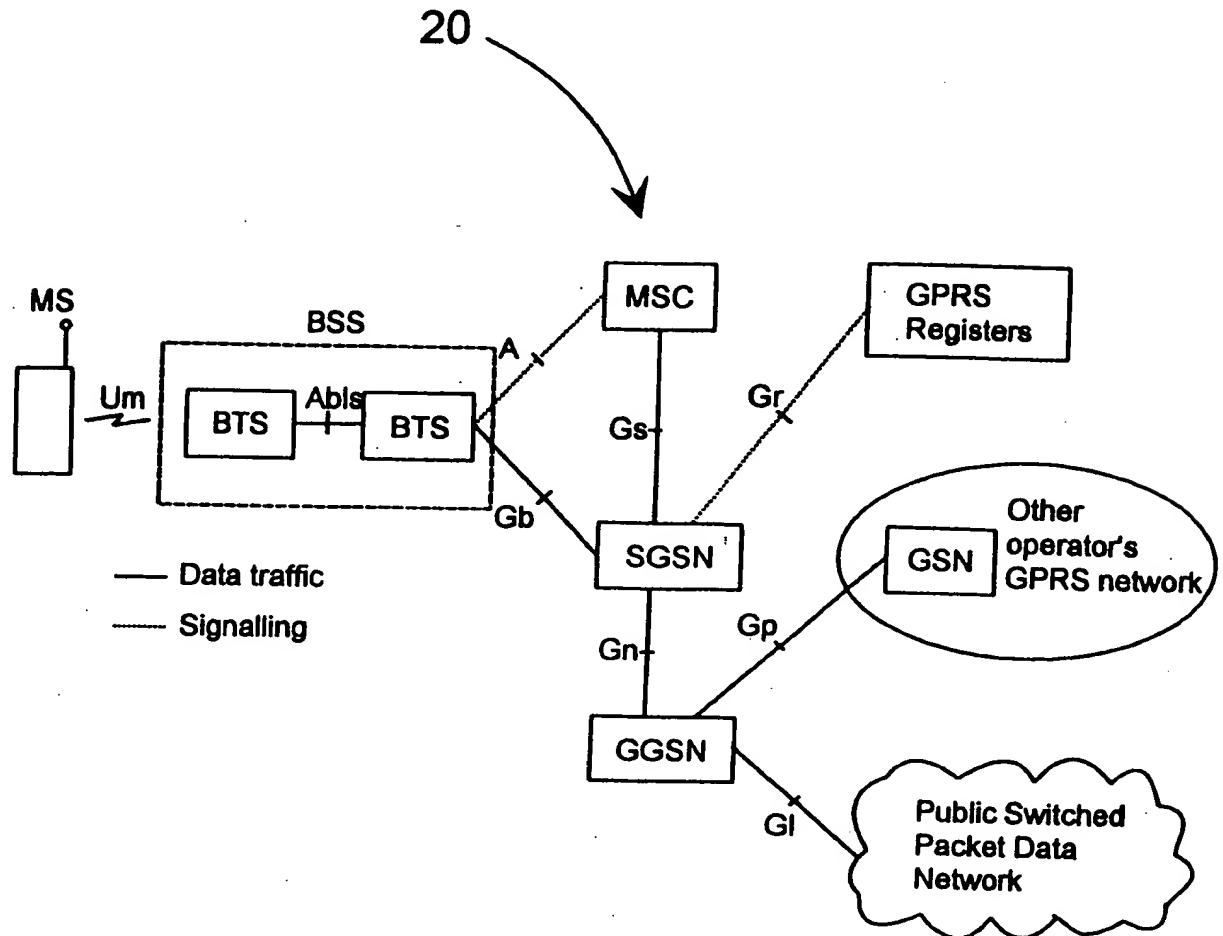 20
MS
BSS
MSC
GPRS
Registers
Um
BTS
Abis
BTS
A
Gs
Gr
Gb
SGSN
GSN
Other
operator's
GPRS network
Data traffic
Signalling
Gn
Gp
GGSN
GI
Public Switched
Packet Data
Network